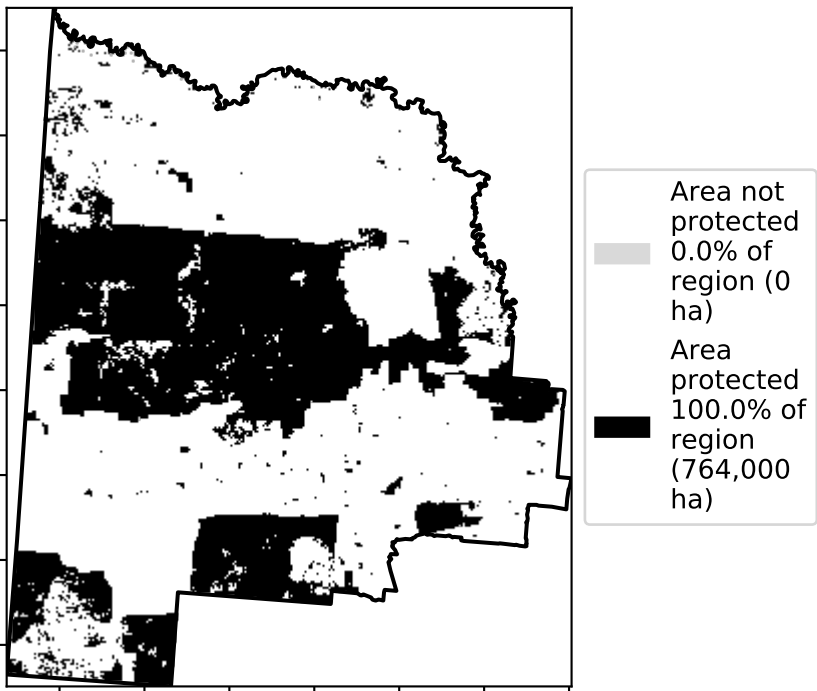 Area not
protected
0.0% of
region (0
ha)
Area
protected
100.0% of
region
(764,000
ha)